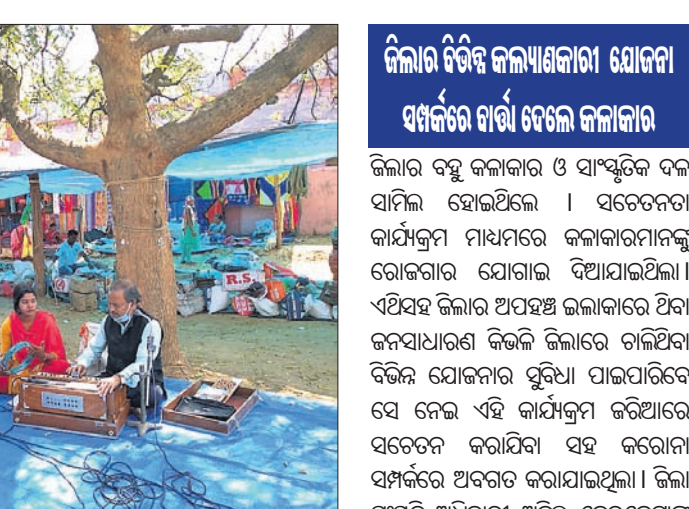 ଜିଲାର ବିଭିନ୍ନ କଲ୍ୟାଣକାରୀ ଯୋଜନା
ସମ୍ପର୍କରେ ବାର୍ତ୍ତା ଦେଲେ କଳାକାର
ଜିଲାର ବହୁ କଳାକାର ଓ ସାଂସ୍କୃତିକ ଦଳ
ସାମିଲ ହୋଇଥିଲେ । ସଚେତନତା
କାର୍ଯ୍ୟକ୍ରମ ମାଧ୍ୟମରେ କଳାକାରମାନଙ୍କୁ
ରୋଜଗାର ଯୋଗାଇ ଦିଆଯାଇଥିଲା।
ଏଥିସହ ଜିଲାର ଅପହଞ୍ଚ ଇଲାକାରେ ଥିବା
ଜନସାଧାରଣ କିଭଳି ଜିଲାରେ ଚାଲିଥିବା
ବିଭିନ୍ନ ଯୋଜନାର ସୁବିଧା ପାଇପାରିବେ
ସେ ନେଇ ଏହି କାର୍ଯ୍ୟକ୍ରମ ଜରିଆରେ
ସଚେତନ କରାଯିବା ସହ କରୋନା
ସମ୍ପର୍କରେ ଅବଗତ କରାଯାଇଥିଲା। ଜିଲା
R.S.